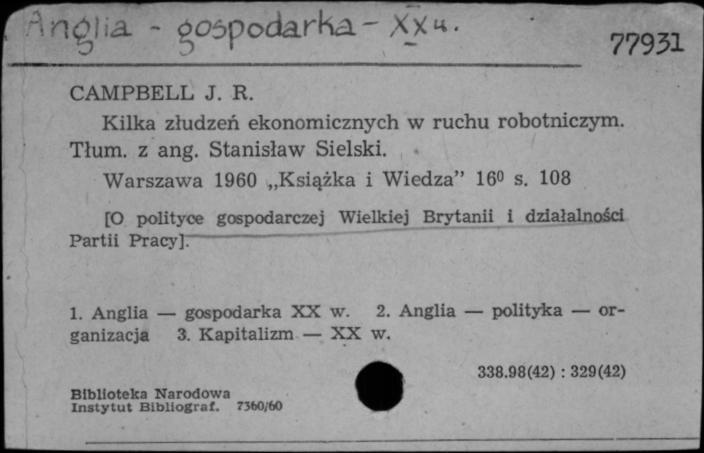 Anglia - gospodarka - XX w.
77931
CAMPBELL J. R.
Kilka złudzeń ekonomicznych w ruchu robotniczym.
Tłum. z ang. Stanisław Sielski.
Warszawa 1960 „Książka i Wiedza” 16⁰ s. 108
[O polityce gospodarczej Wielkiej Brytanii i działalności
Partii Pracy].
1. Anglia — gospodarka XX w. 2. Anglia — polityka — or-
ganizacja 3. Kapitalizm — XX w.
338.98(42) : 329(42)
Biblioteka Narodowa
Instytut Bibliograf. 7360/60